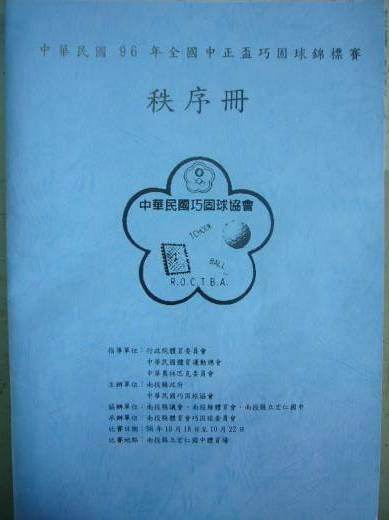 中華民國 96 年全國中正盃巧固球錦標賽
秩序冊
中華民國巧固球協會
TCHOUK
BALL
R.O.C.T.B.A.
指導單位：行政院體育委員會
中華民國體育運動總會
中華奧林匹克委員會
主辦單位：南投縣政府
中華民國巧固球協會
協辦單位：南投縣議會、南投縣體育會、南投縣立宏仁國中
承辦單位：南投縣體育會巧固球委員會
比賽日期：96年10月18日至10月22日
比賽地點：南投縣立宏仁國中體育場